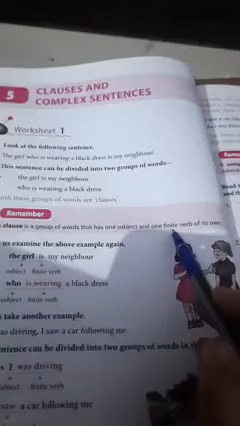 5
CLAUSES AND
COMPLEX SENTENCES
Worksheet 1
Look at the following sentence.
The girl who is wearing a black dress is my neighbour.
This sentence can be divided into two groups of words—
the girl is my neighbour
who is wearing a black dress
these groups of words are 'clauses'.
Remember
clause is a group of words that has one subject and one finite verb of its own.
us examine the above example again.
the girl is my neighbour
subject finite verb
who is wearing a black dress
subject finite verb
take another example.
was driving, I saw a car following me.
sentence can be divided into two groups of words in
I was driving
subject finite verb
saw a car following me
finite verb